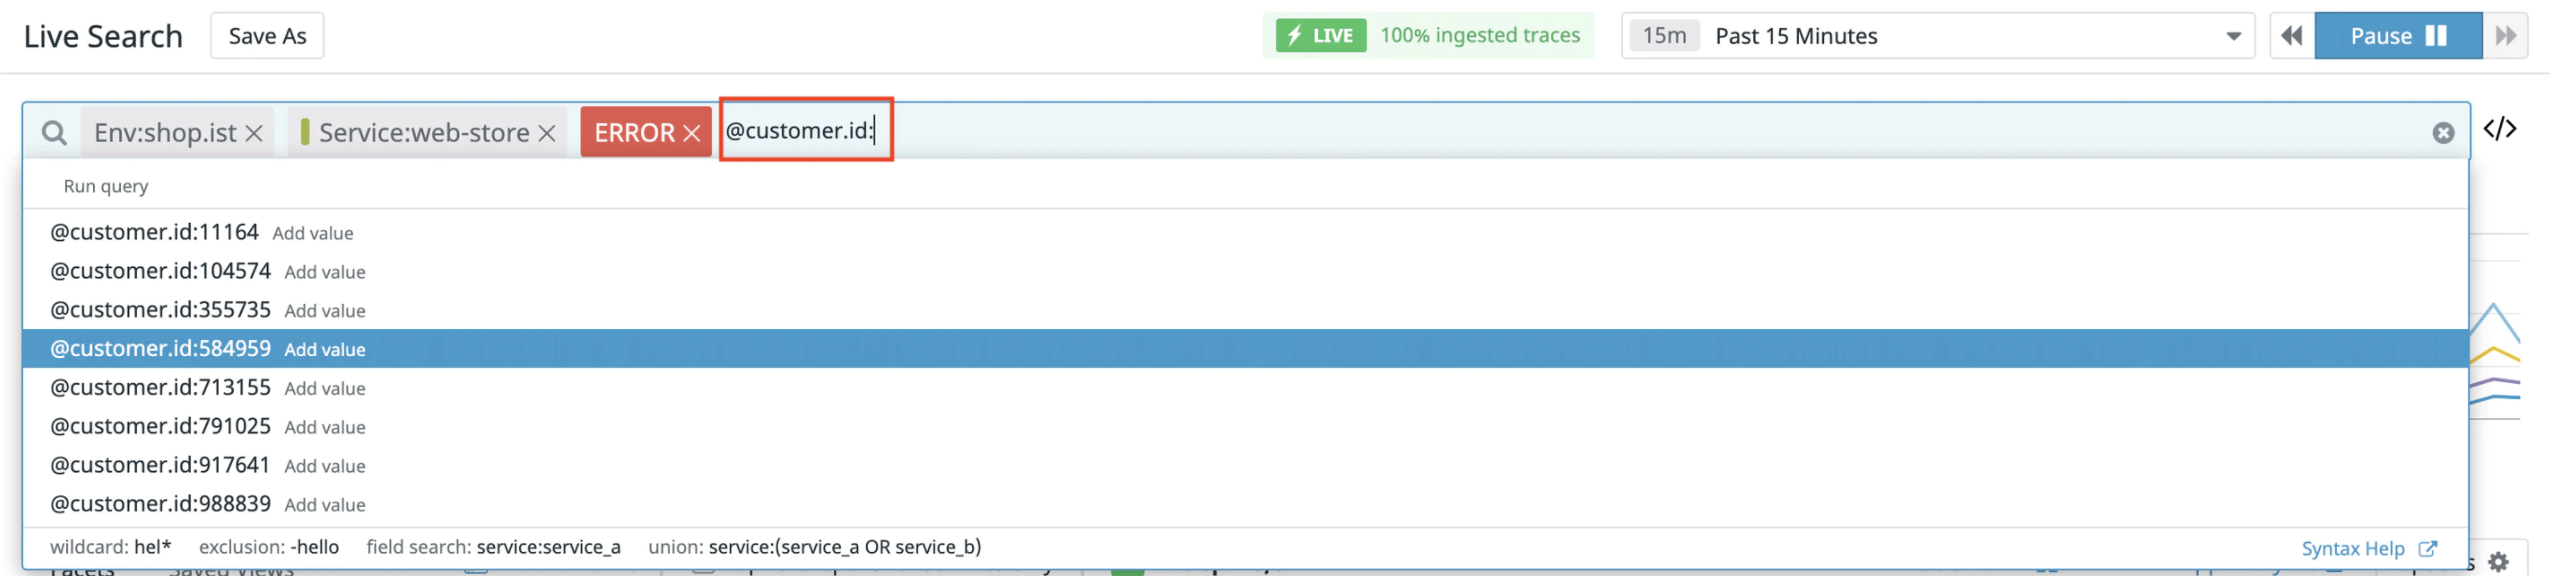 Live Search Save As LIVE 100% ingested traces 15m Past 15 Minutes Pause
Env:shop.ist Service:web-store ERROR @customer.id: </>
Run query
@customer.id:11164 Add value
@customer.id:104574 Add value
@customer.id:355735 Add value
@customer.id:584959 Add value
@customer.id:713155 Add value
@customer.id:791025 Add value
@customer.id:917641 Add value
@customer.id:988839 Add value
wildcard: hel* exclusion: -hello field search: service:service_a union: service:(service_a OR service_b) Syntax Help
Facets Saved Views